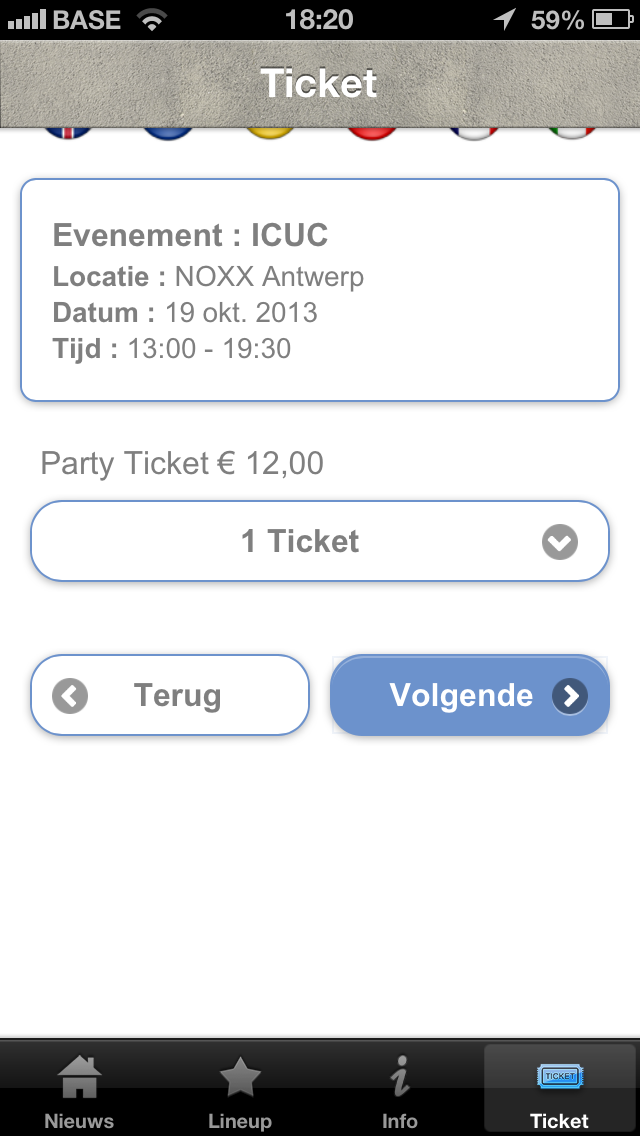 BASE 18:20 59%
Ticket
Evenement : ICUC
Locatie : NOXX Antwerp
Datum : 19 okt. 2013
Tijd : 13:00 - 19:30
Party Ticket € 12,00
1 Ticket
Terug Volgende
TICKET
Nieuws Lineup Info Ticket